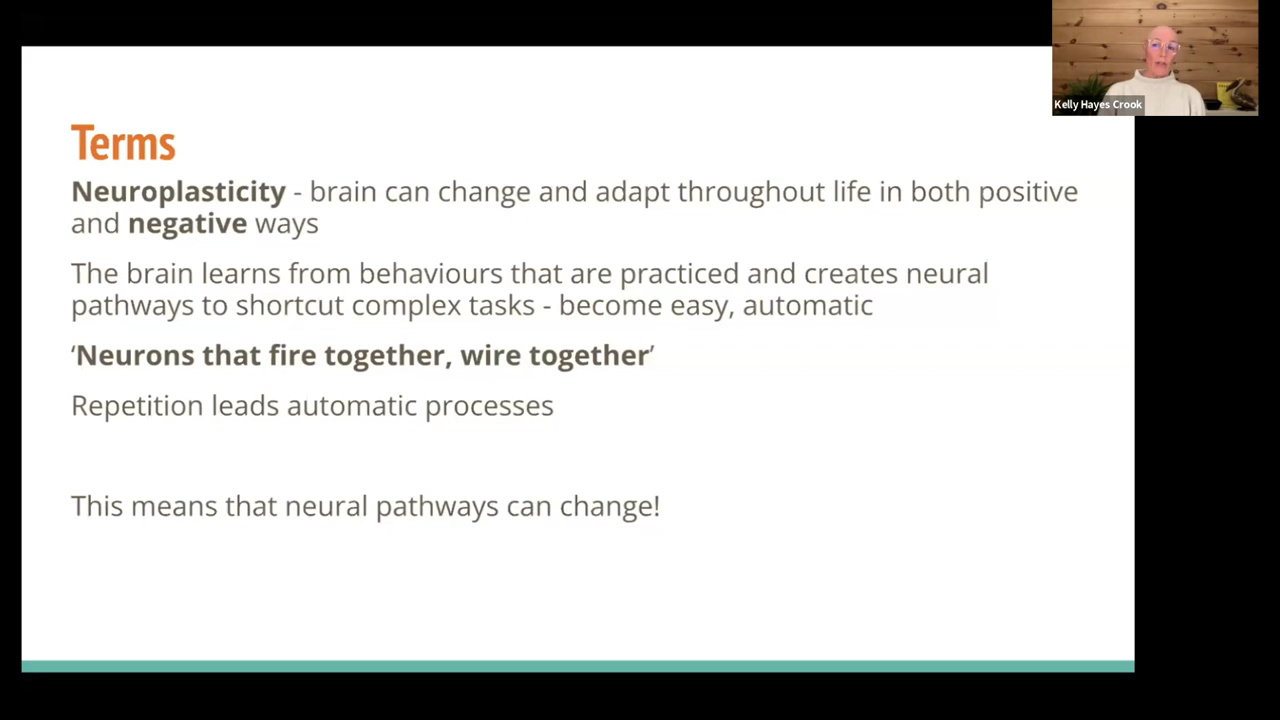 Kelly Hayes Crook
Terms
Neuroplasticity - brain can change and adapt throughout life in both positive
and negative ways
The brain learns from behaviours that are practiced and creates neural
pathways to shortcut complex tasks - become easy, automatic
‘Neurons that fire together, wire together’
Repetition leads automatic processes
This means that neural pathways can change!